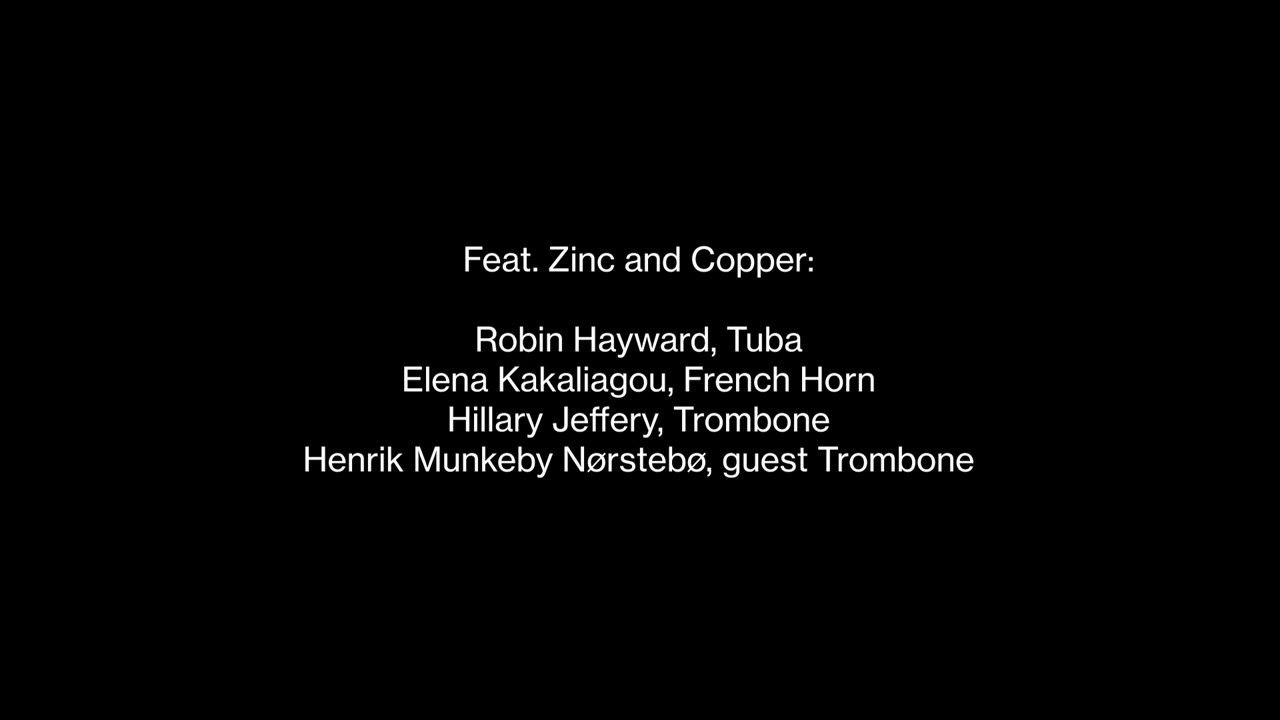 Feat. Zinc and Copper:
Robin Hayward, Tuba
Elena Kakaliagou, French Horn
Hillary Jeffery, Trombone
Henrik Munkeby Nørstebø, guest Trombone